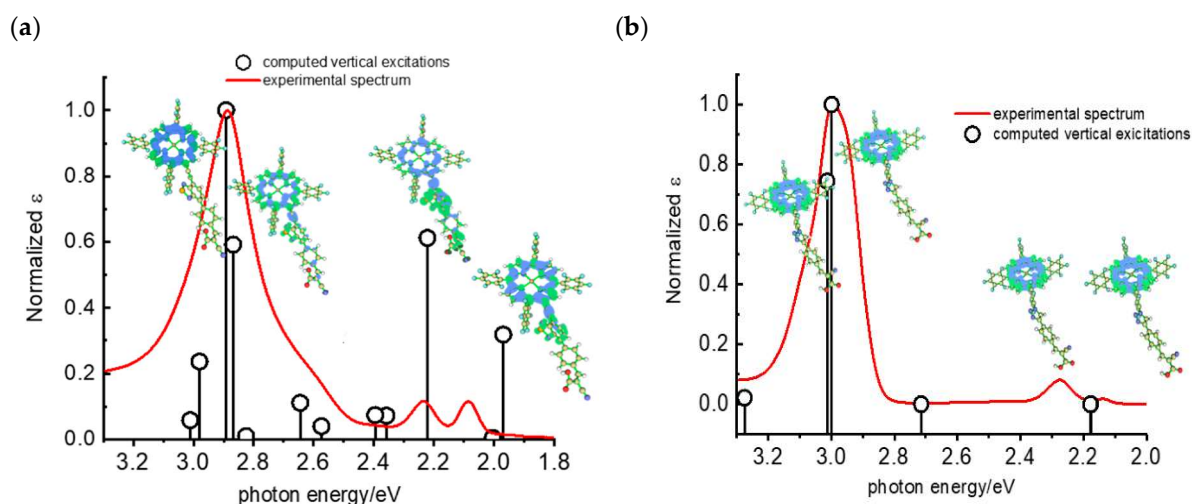 (a)
computed vertical excitations
experimental spectrum
Normalized ε
1.0
0.8
0.6
0.4
0.2
0.0
3.2 3.0 2.8 2.6 2.4 2.2 2.0 1.8
photon energy/eV
(b)
experimental spectrum
computed vertical exicitations
Normalized ε
1.0
0.8
0.6
0.4
0.2
0.0
3.2 3.0 2.8 2.6 2.4 2.2 2.0
photon energy/eV